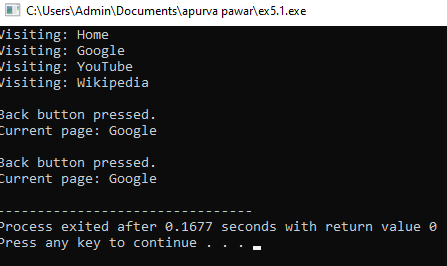 C:\Users\Admin\Documents\apurva pawar\ex5.1.exe
Visiting: Home
Visiting: Google
Visiting: YouTube
Visiting: Wikipedia
Back button pressed.
Current page: Google
Back button pressed.
Current page: Google
--------------------------------
Process exited after 0.1677 seconds with return value 0
Press any key to continue . . .